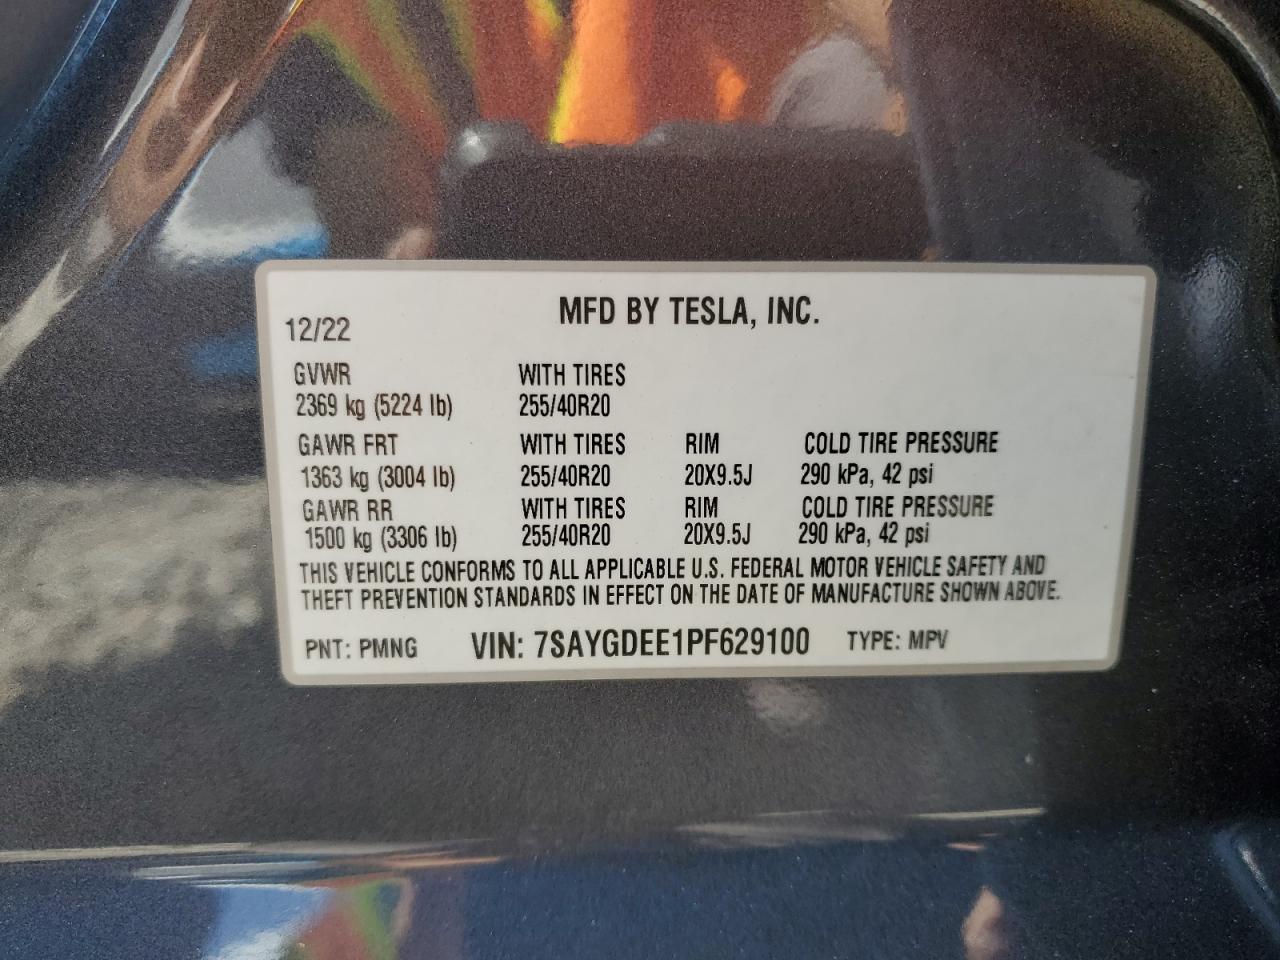 MFD BY TESLA, INC.
12/22
GVWR WITH TIRES
2369 kg (5224 lb) 255/40R20
GAWR FRT WITH TIRES RIM COLD TIRE PRESSURE
1363 kg (3004 lb) 255/40R20 20X9.5J 290 kPa, 42 psi
GAWR RR WITH TIRES RIM COLD TIRE PRESSURE
1500 kg (3306 lb) 255/40R20 20X9.5J 290 kPa, 42 psi
THIS VEHICLE CONFORMS TO ALL APPLICABLE U.S. FEDERAL MOTOR VEHICLE SAFETY AND
THEFT PREVENTION STANDARDS IN EFFECT ON THE DATE OF MANUFACTURE SHOWN ABOVE.
PNT: PMNG VIN: 7SAYGDEE1PF629100 TYPE: MPV